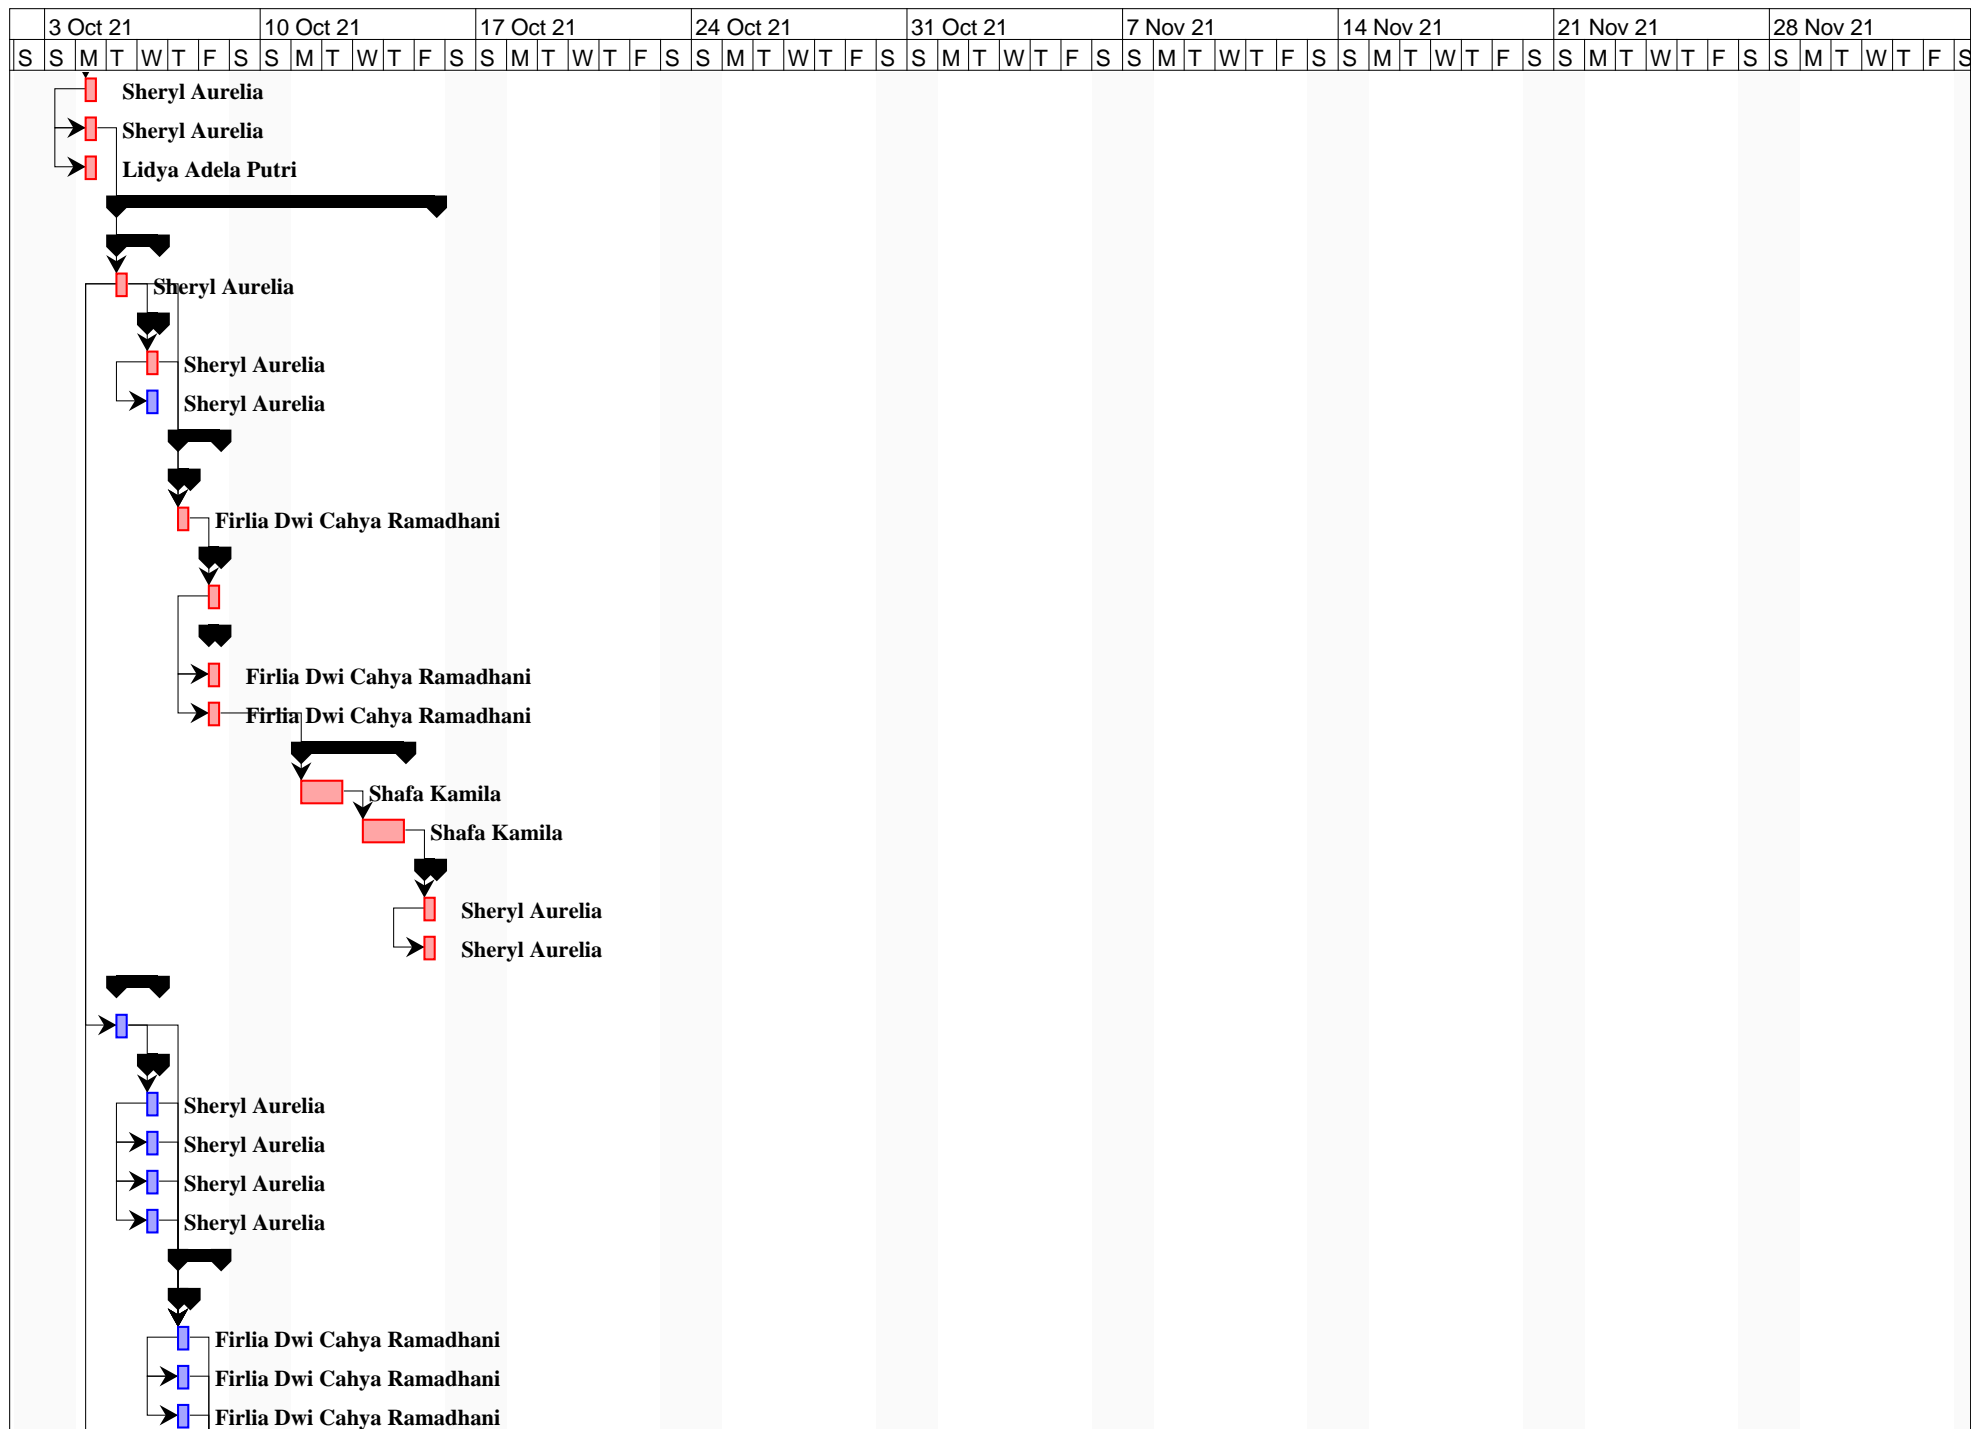 3 Oct 21 10 Oct 21 17 Oct 21 24 Oct 21 31 Oct 21 7 Nov 21 14 Nov 21 21 Nov 21 28 Nov 21
S S M T W T F S S M T W T F S S M T W T F S S M T W T F S S M T W T F S S M T W T F S S M T W T F S S M T W T F S S M T W T F S
Sheryl Aurelia
Sheryl Aurelia
Lidya Adela Putri
Sheryl Aurelia
Sheryl Aurelia
Sheryl Aurelia
Firlia Dwi Cahya Ramadhani
Firlia Dwi Cahya Ramadhani
Firlia Dwi Cahya Ramadhani
Shafa Kamila
Shafa Kamila
Sheryl Aurelia
Sheryl Aurelia
Sheryl Aurelia
Sheryl Aurelia
Sheryl Aurelia
Sheryl Aurelia
Firlia Dwi Cahya Ramadhani
Firlia Dwi Cahya Ramadhani
Firlia Dwi Cahya Ramadhani